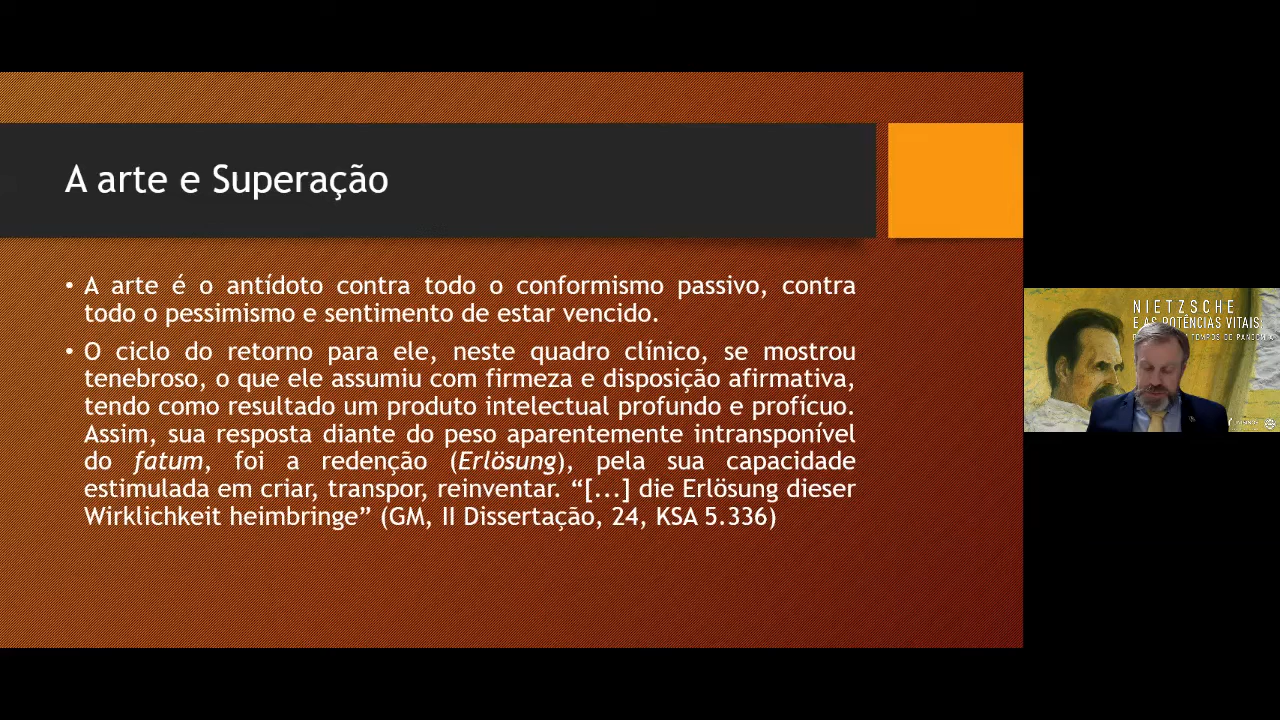 A arte e Superação
• A arte é o antídoto contra todo o conformismo passivo, contra
todo o pessimismo e sentimento de estar vencido.
• O ciclo do retorno para ele, neste quadro clínico, se mostrou
tenebroso, o que ele assumiu com firmeza e disposição afirmativa,
tendo como resultado um produto intelectual profundo e profícuo.
Assim, sua resposta diante do peso aparentemente intransponível
do fatum, foi a redenção (Erlösung), pela sua capacidade
estimulada em criar, transpor, reinventar. “[...] die Erlösung dieser
Wirklichkeit heimbringe” (GM, II Dissertação, 24, KSA 5.336)
NIETZSCHE
E AS POTÊNCIAS VITAIS:
TEMPOS DE PANDEMIA